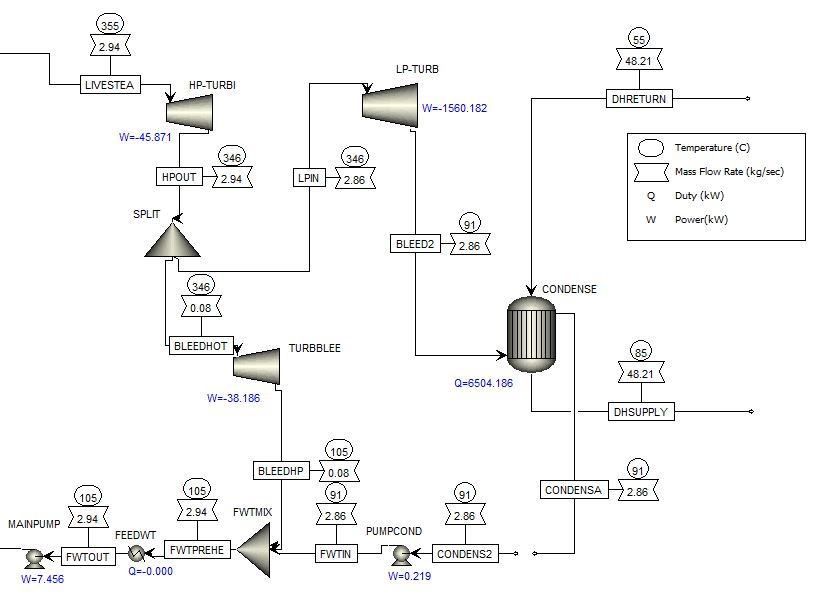 355
2.94
LIVESTEA
HP-TURBI
W=-45.871
346
HPOUT
2.94
SPLIT
LP-TURB
W=-1560.182
346
LPIN
2.86
55
48.21
DHRETURN
Temperature (C)
Mass Flow Rate (kg/sec)
Q Duty (kW)
W Power(kW)
91
BLEED2
2.86
346
0.08
BLEEDHOT
TURBBLEE
W=-38.186
CONDENSE
Q=6504.186
85
48.21
DHSUPPLY
105
BLEEDHP
0.08
91
CONDENSA
2.86
91
2.86
FWTIN
PUMPCOND
W=0.219
91
2.86
CONDENS2
FWTMIX
105
2.94
FWTPREHE
FEEDWT
Q=-0.000
105
2.94
FWTOUT
MAINPUMP
W=7.456